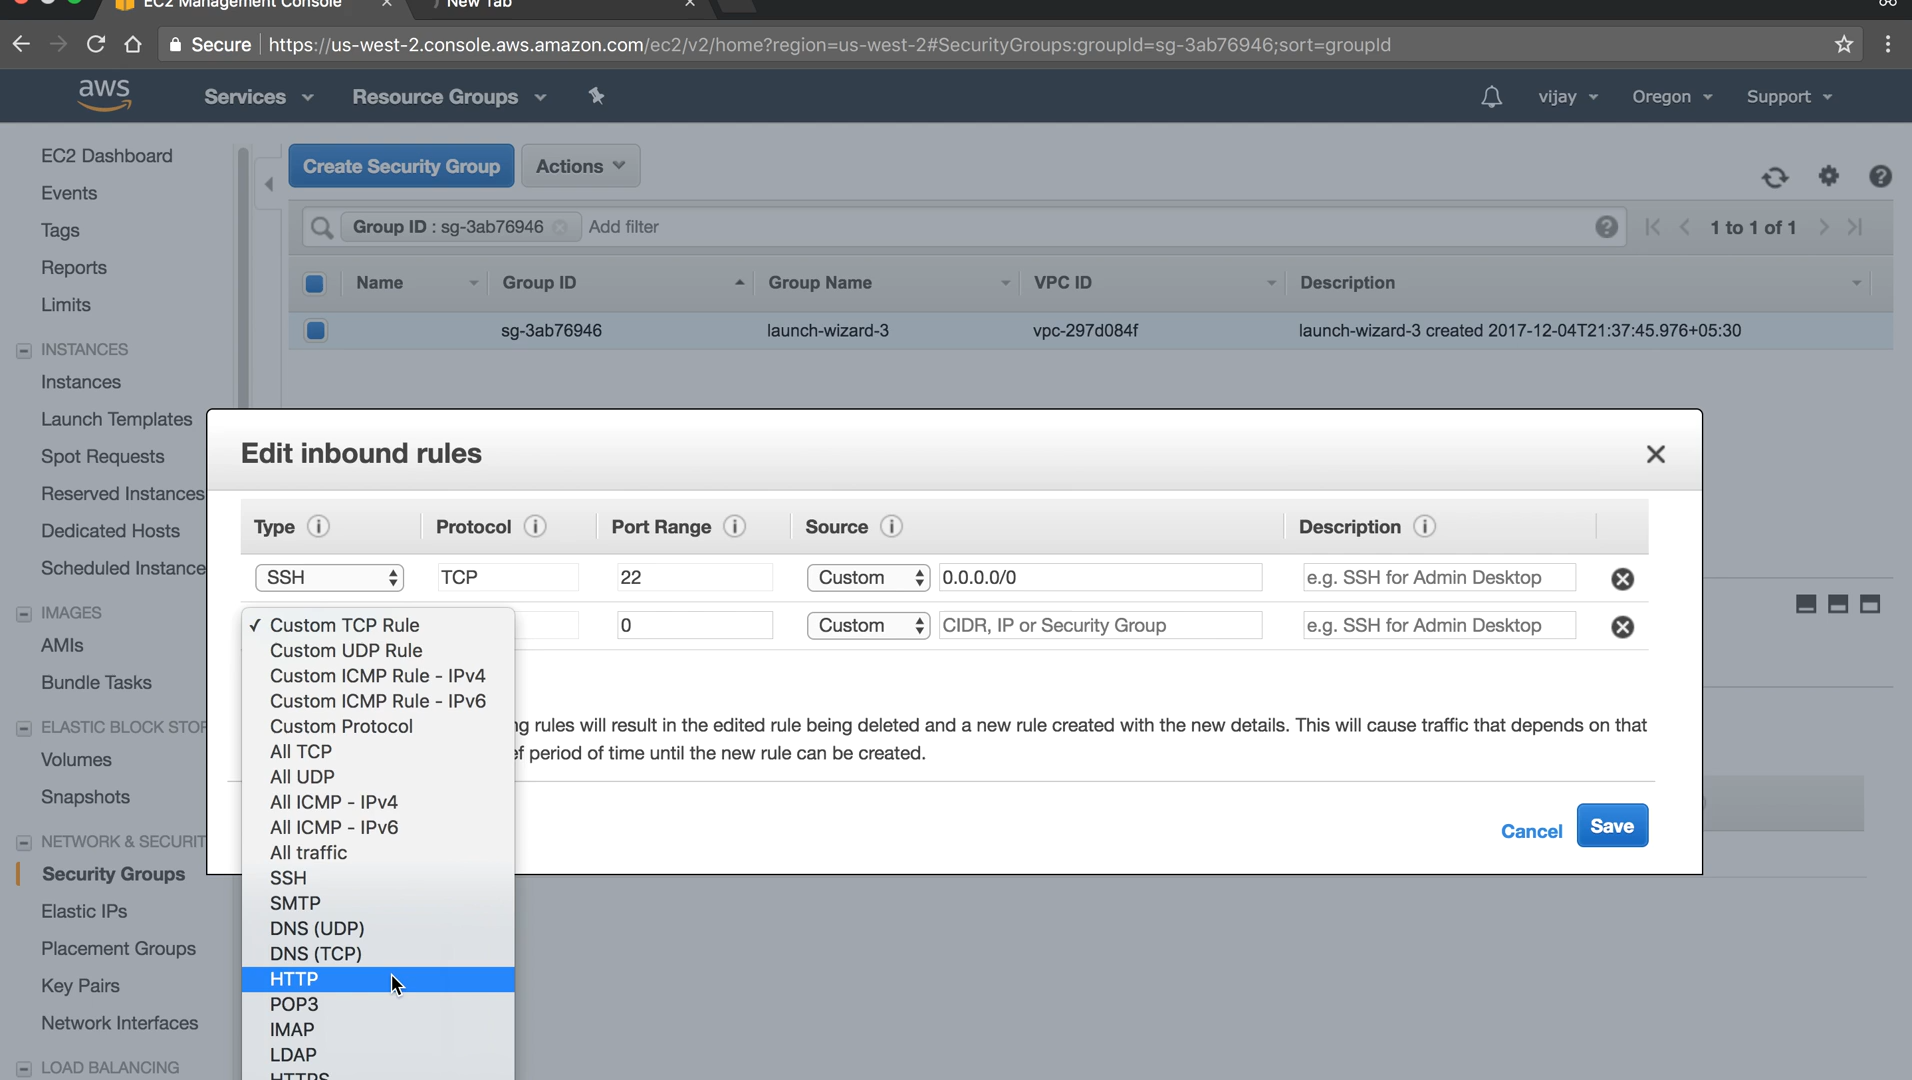 EC2 Management Console
New Tab
Secure
https://us-west-2.console.aws.amazon.com/ec2/v2/home?region=us-west-2#SecurityGroups:groupId=sg-3ab76946;sort=groupId
aws
Services
Resource Groups
vijay
Oregon
Support
EC2 Dashboard
Events
Tags
Reports
Limits
INSTANCES
Instances
Launch Templates
Spot Requests
Reserved Instances
Dedicated Hosts
Scheduled Instance
IMAGES
AMIs
Bundle Tasks
ELASTIC BLOCK STOR
Volumes
Snapshots
NETWORK & SECURIT
Security Groups
Elastic IPs
Placement Groups
Key Pairs
Network Interfaces
LOAD BALANCING
Create Security Group
Actions
Group ID : sg-3ab76946
Add filter
1 to 1 of 1
Name
Group ID
Group Name
VPC ID
Description
sg-3ab76946
launch-wizard-3
vpc-297d084f
launch-wizard-3 created 2017-12-04T21:37:45.976+05:30
Edit inbound rules
Type
Protocol
Port Range
Source
Description
SSH
TCP
22
Custom
0.0.0.0/0
e.g. SSH for Admin Desktop
0
Custom
CIDR, IP or Security Group
e.g. SSH for Admin Desktop
✓ Custom TCP Rule
Custom UDP Rule
Custom ICMP Rule - IPv4
Custom ICMP Rule - IPv6
Custom Protocol
All TCP
All UDP
All ICMP - IPv4
All ICMP - IPv6
All traffic
SSH
SMTP
DNS (UDP)
DNS (TCP)
HTTP
POP3
IMAP
LDAP
HTTPS
ng rules will result in the edited rule being deleted and a new rule created with the new details. This will cause traffic that depends on that
ef period of time until the new rule can be created.
Cancel
Save